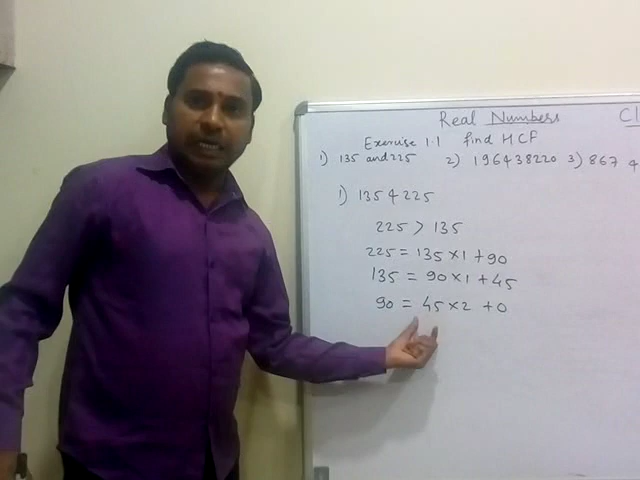 Real Numbers Cl
Exercise 1.1 find HCF
1) 135 and 225 2) 196 & 38220 3) 867 &
1) 135 & 225
225 > 135
225 = 135 × 1 + 90
135 = 90 × 1 + 45
90 = 45 × 2 + 0